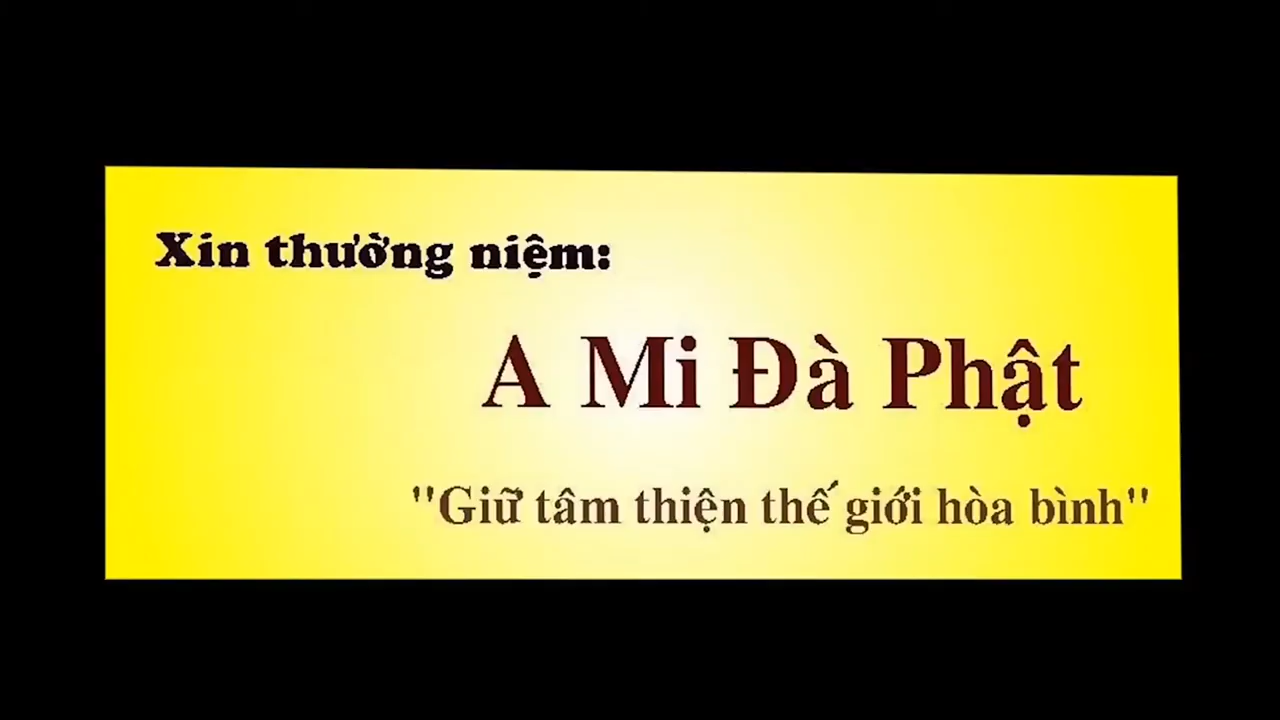 Xin thường niệm:
A Mi Đà Phật
"Giữ tâm thiện thế giới hòa bình"